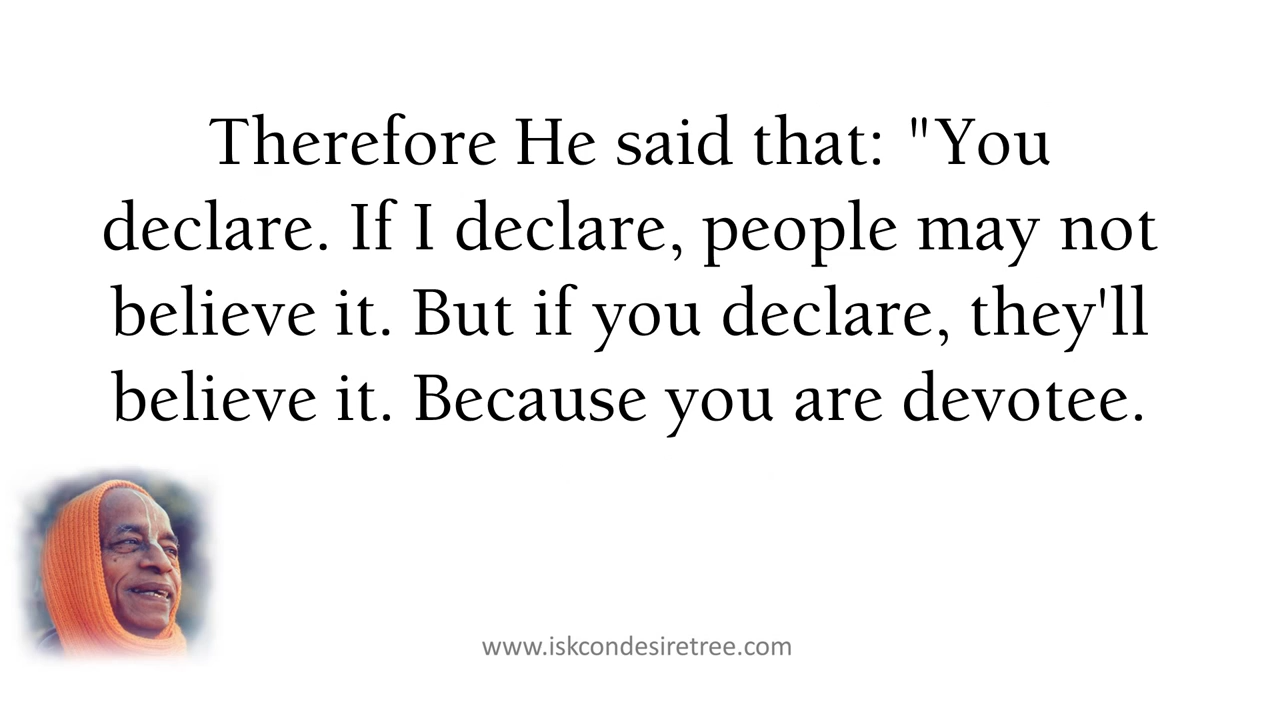 Therefore He said that: "You
declare. If I declare, people may not
believe it. But if you declare, they'll
believe it. Because you are devotee.
www.iskcondesiretree.com